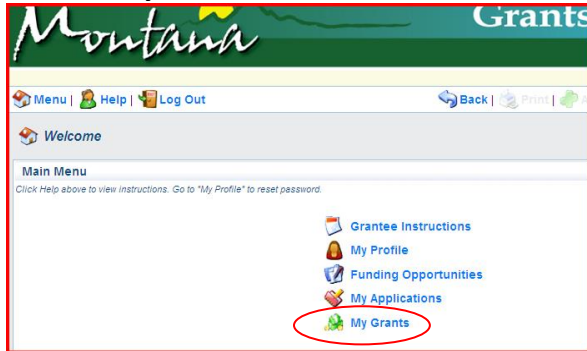 Montana Grants
Menu | Help | Log Out Back | Print |
Welcome
Main Menu
Click Help above to view instructions. Go to "My Profile" to reset password.
Grantee Instructions
My Profile
Funding Opportunities
My Applications
My Grants